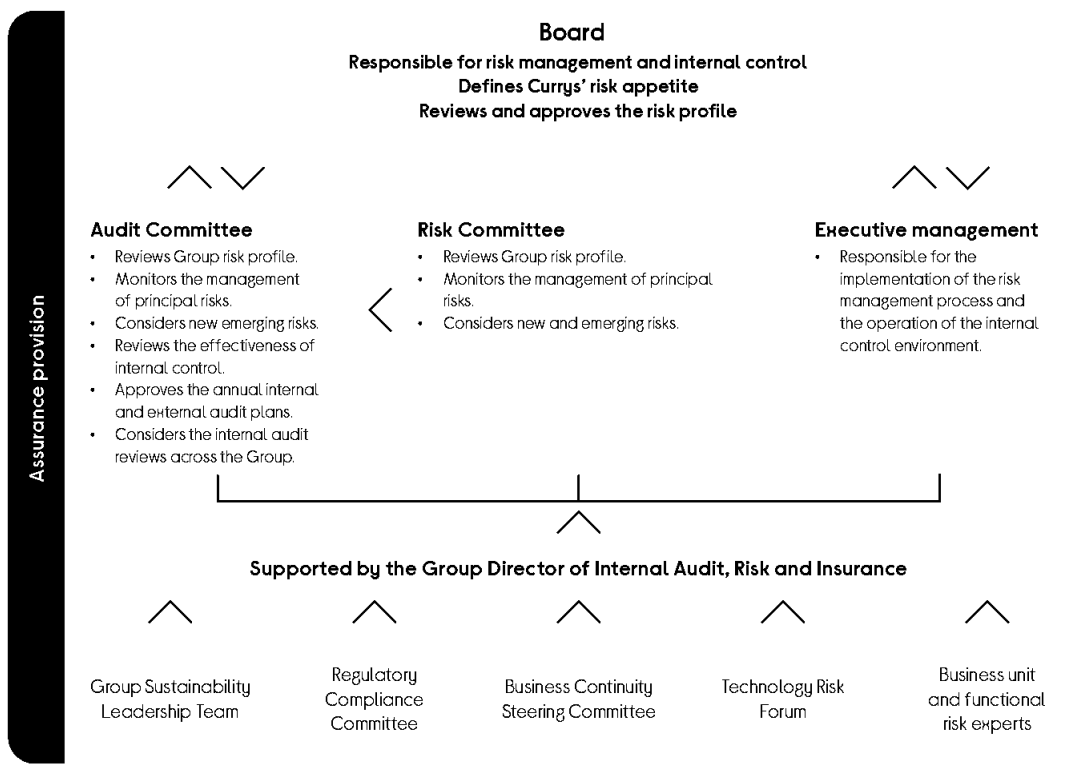 Board
Responsible for risk management and internal control
Defines Currys’ risk appetite
Reviews and approves the risk profile
Assurance provision
Audit Committee
• Reviews Group risk profile.
• Monitors the management
of principal risks.
• Considers new emerging risks.
• Reviews the effectiveness of
internal control.
• Approves the annual internal
and external audit plans.
• Considers the internal audit
reviews across the Group.
Risk Committee
• Reviews Group risk profile.
• Monitors the management of principal
risks.
• Considers new and emerging risks.
Executive management
• Responsible for the
implementation of the risk
management process and
the operation of the internal
control environment.
Supported by the Group Director of Internal Audit, Risk and Insurance
Group Sustainability
Leadership Team
Regulatory
Compliance
Committee
Business Continuity
Steering Committee
Technology Risk
Forum
Business unit
and functional
risk experts